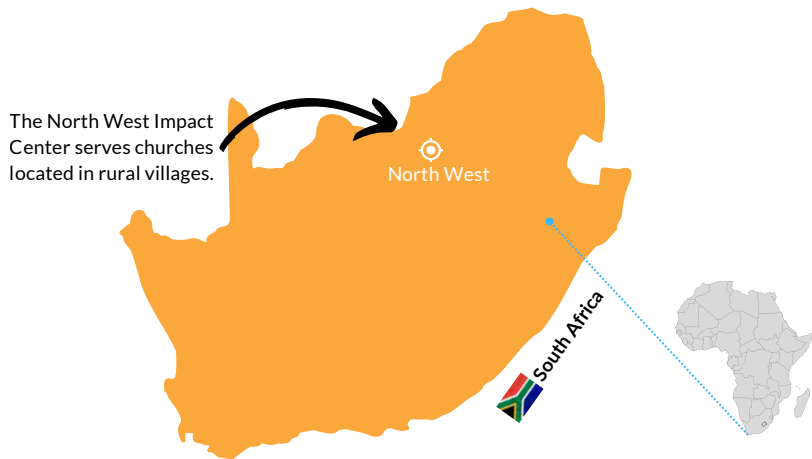 The North West Impact
Center serves churches
located in rural villages.
North West
South Africa